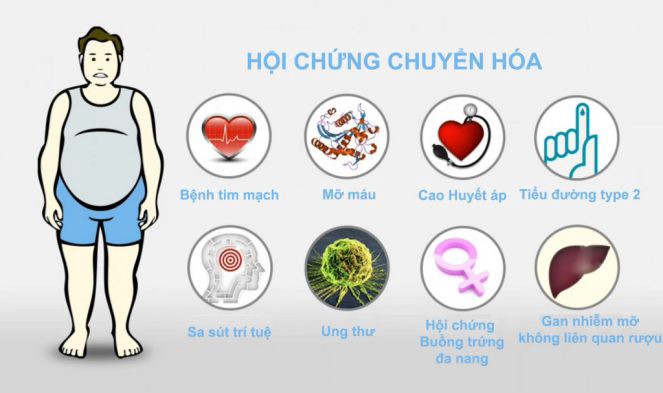 HỘI CHỨNG CHUYỂN HÓA
Bệnh tim mạch
Mỡ máu
Cao Huyết áp
Tiểu đường type 2
Sa sút trí tuệ
Ung thư
Hội chứng
Buồng trứng
đa nang
Gan nhiễm mỡ
không liên quan rượu